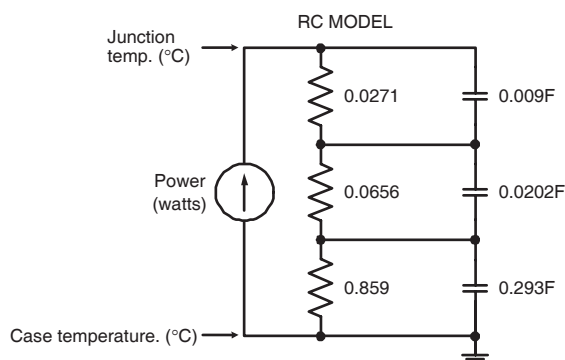 RC MODEL
Junction
temp. (°C)
0.0271
0.009F
Power
(watts)
0.0656
0.0202F
0.859
0.293F
Case temperature. (°C)